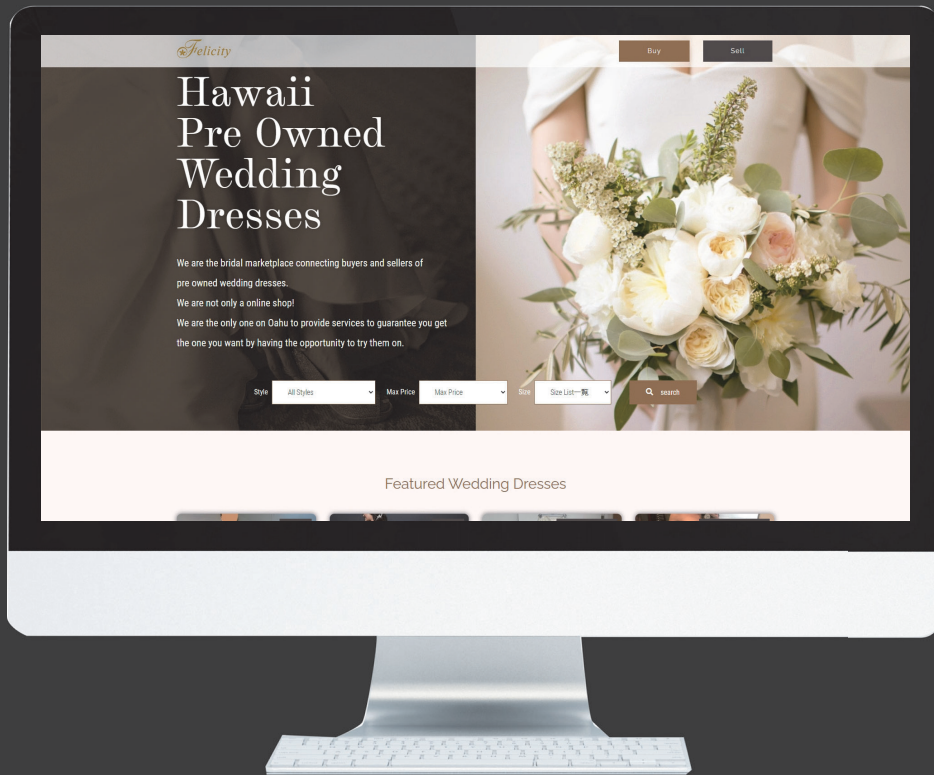 Felicity
Buy
Sell
Hawaii
Pre Owned
Wedding
Dresses
We are the bridal marketplace connecting buyers and sellers of
pre owned wedding dresses.
We are not only a online shop!
We are the only one on Oahu to provide services to guarantee you get
the one you want by having the opportunity to try them on.
Style All Styles Max Price Max Price Size Size List一覧 search
Featured Wedding Dresses